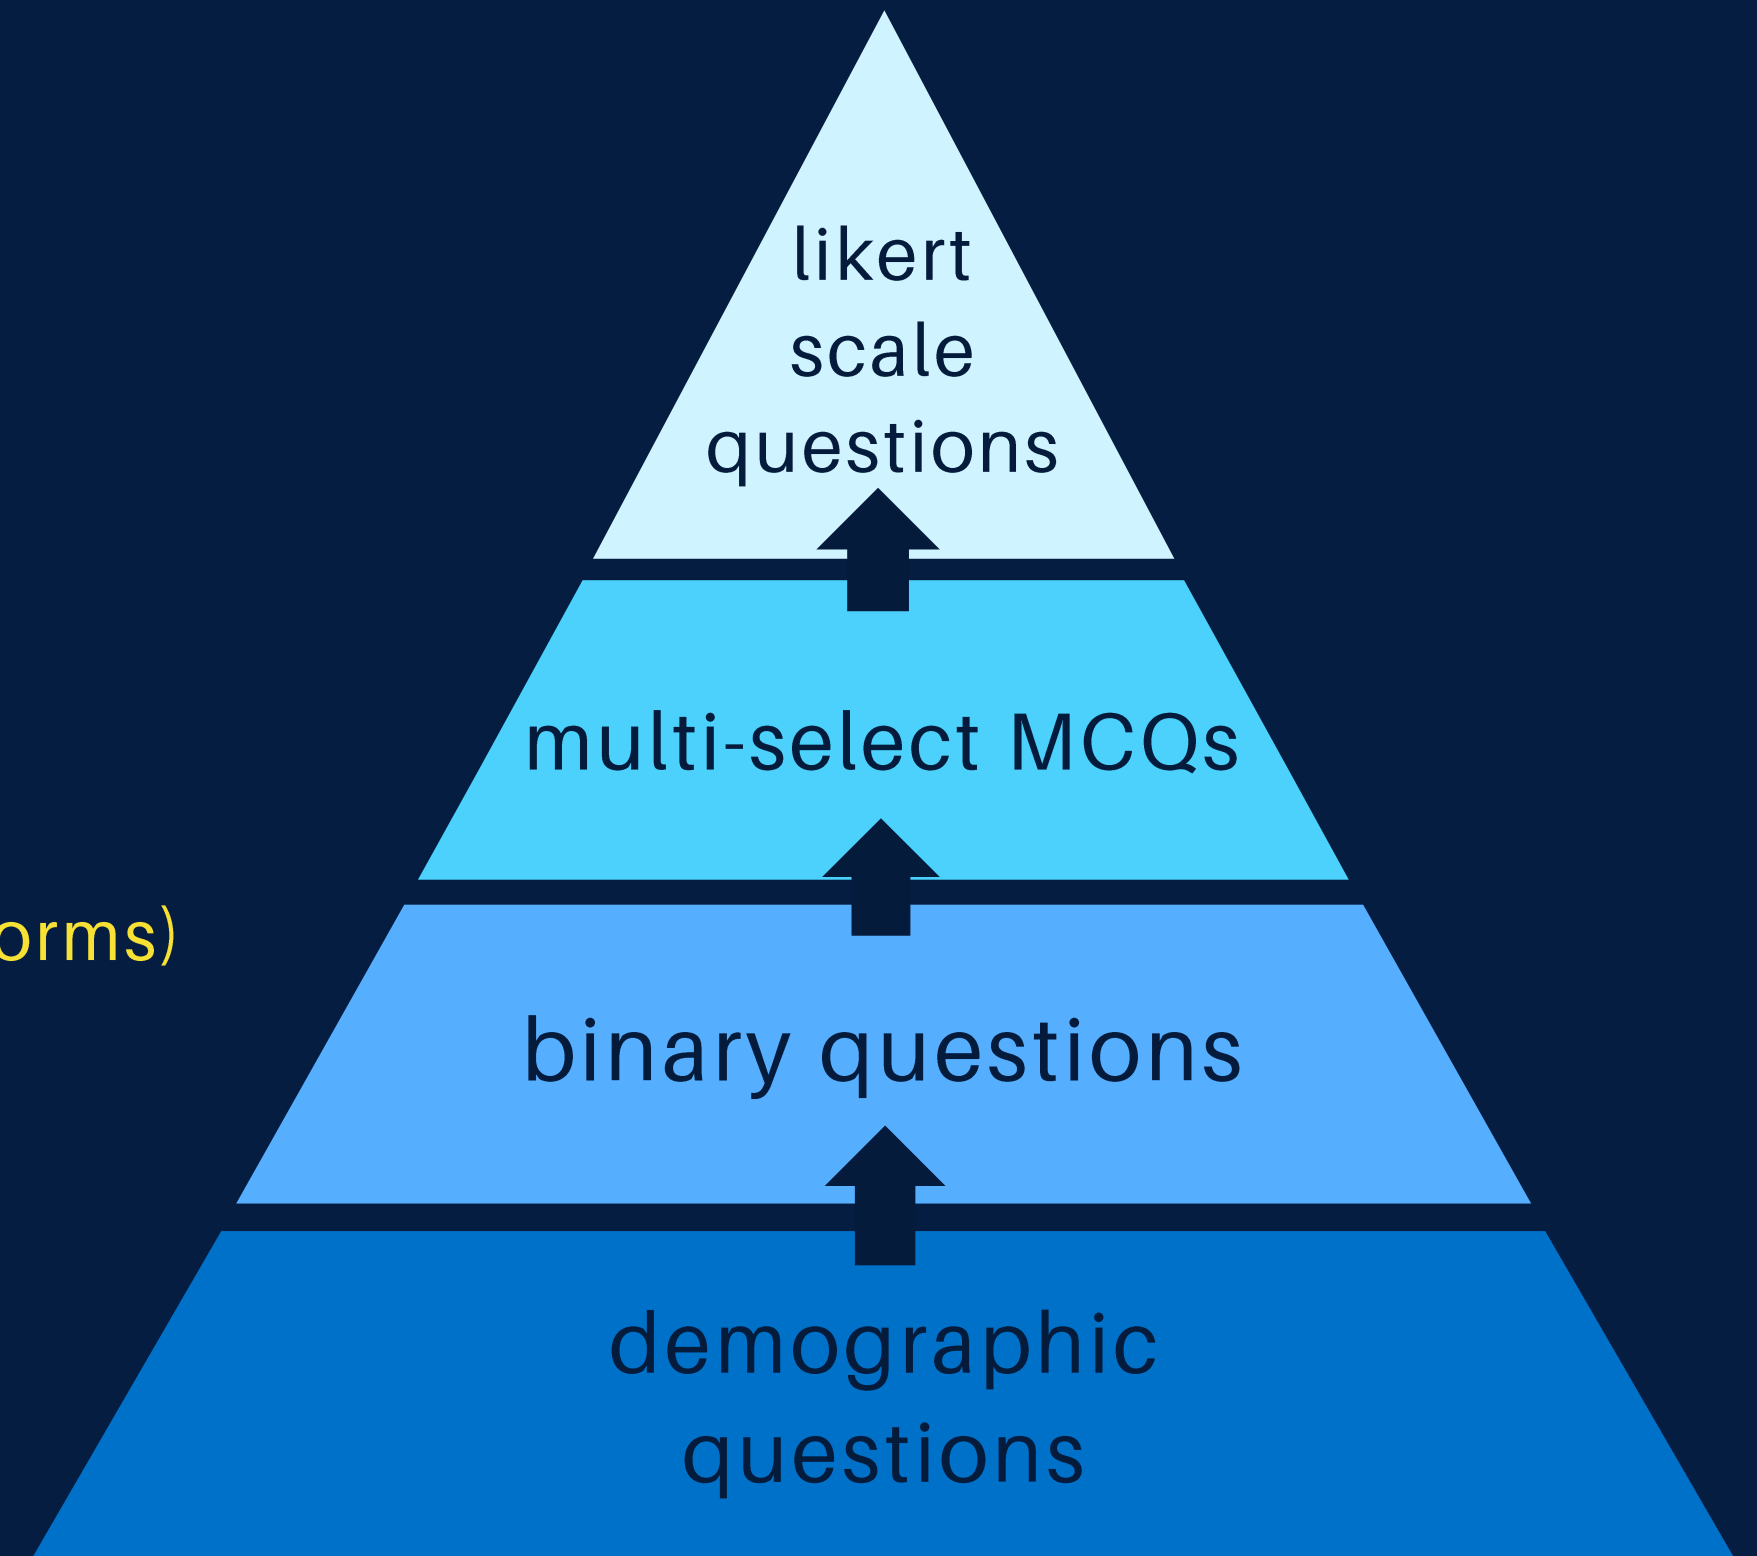 likert
scale
questions
multi-select MCQs
orms)
binary questions
demographic
questions